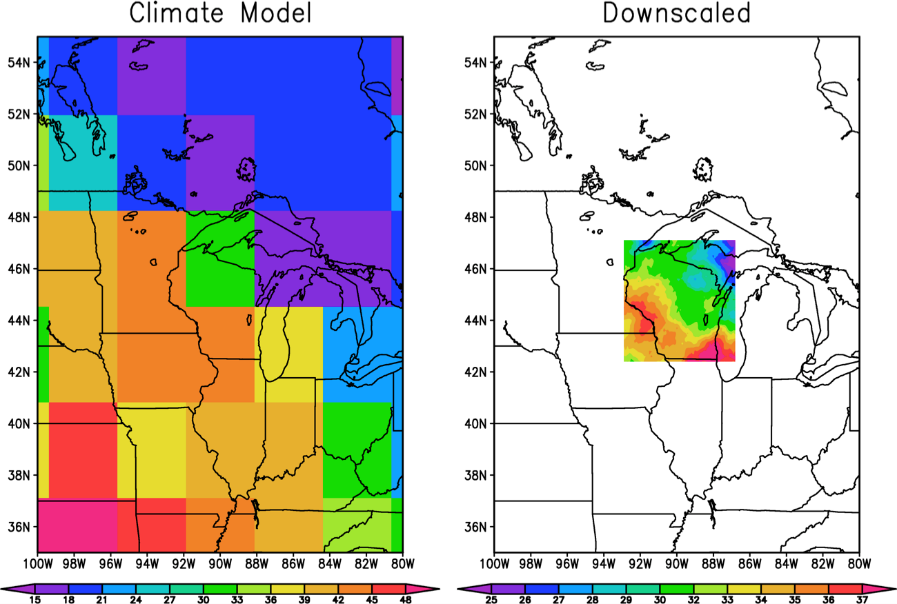 Climate Model
Downscaled
54N
52N
50N
48N
46N
44N
42N
40N
38N
36N
100W 98W 96W 94W 92W 90W 88W 86W 84W 82W 80W
15 18 21 24 27 30 33 36 39 42 45 48
54N
52N
50N
48N
46N
44N
42N
40N
38N
36N
100W 98W 96W 94W 92W 90W 88W 86W 84W 82W 80W
25 26 27 28 29 30 32 33 34 35 36 37